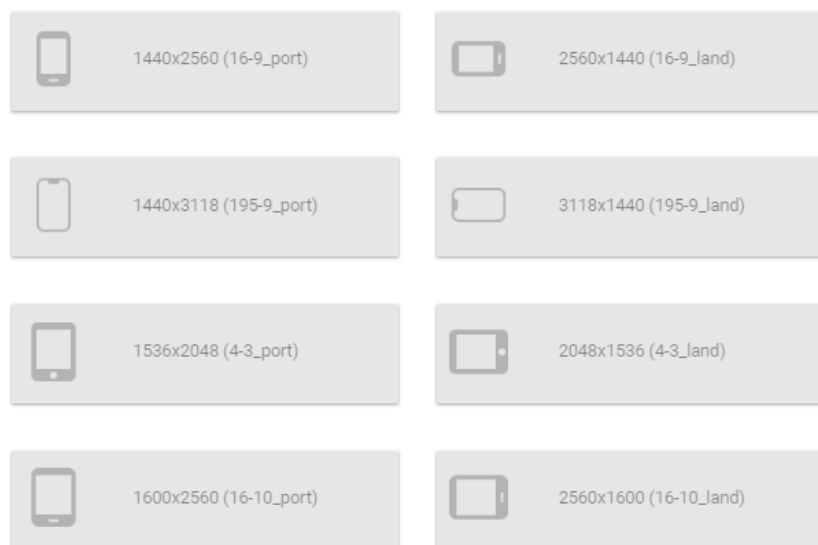 1440x2560 (16-9_port)
2560x1440 (16-9_land)
1440x3118 (195-9_port)
3118x1440 (195-9_land)
1536x2048 (4-3_port)
2048x1536 (4-3_land)
1600x2560 (16-10_port)
2560x1600 (16-10_land)